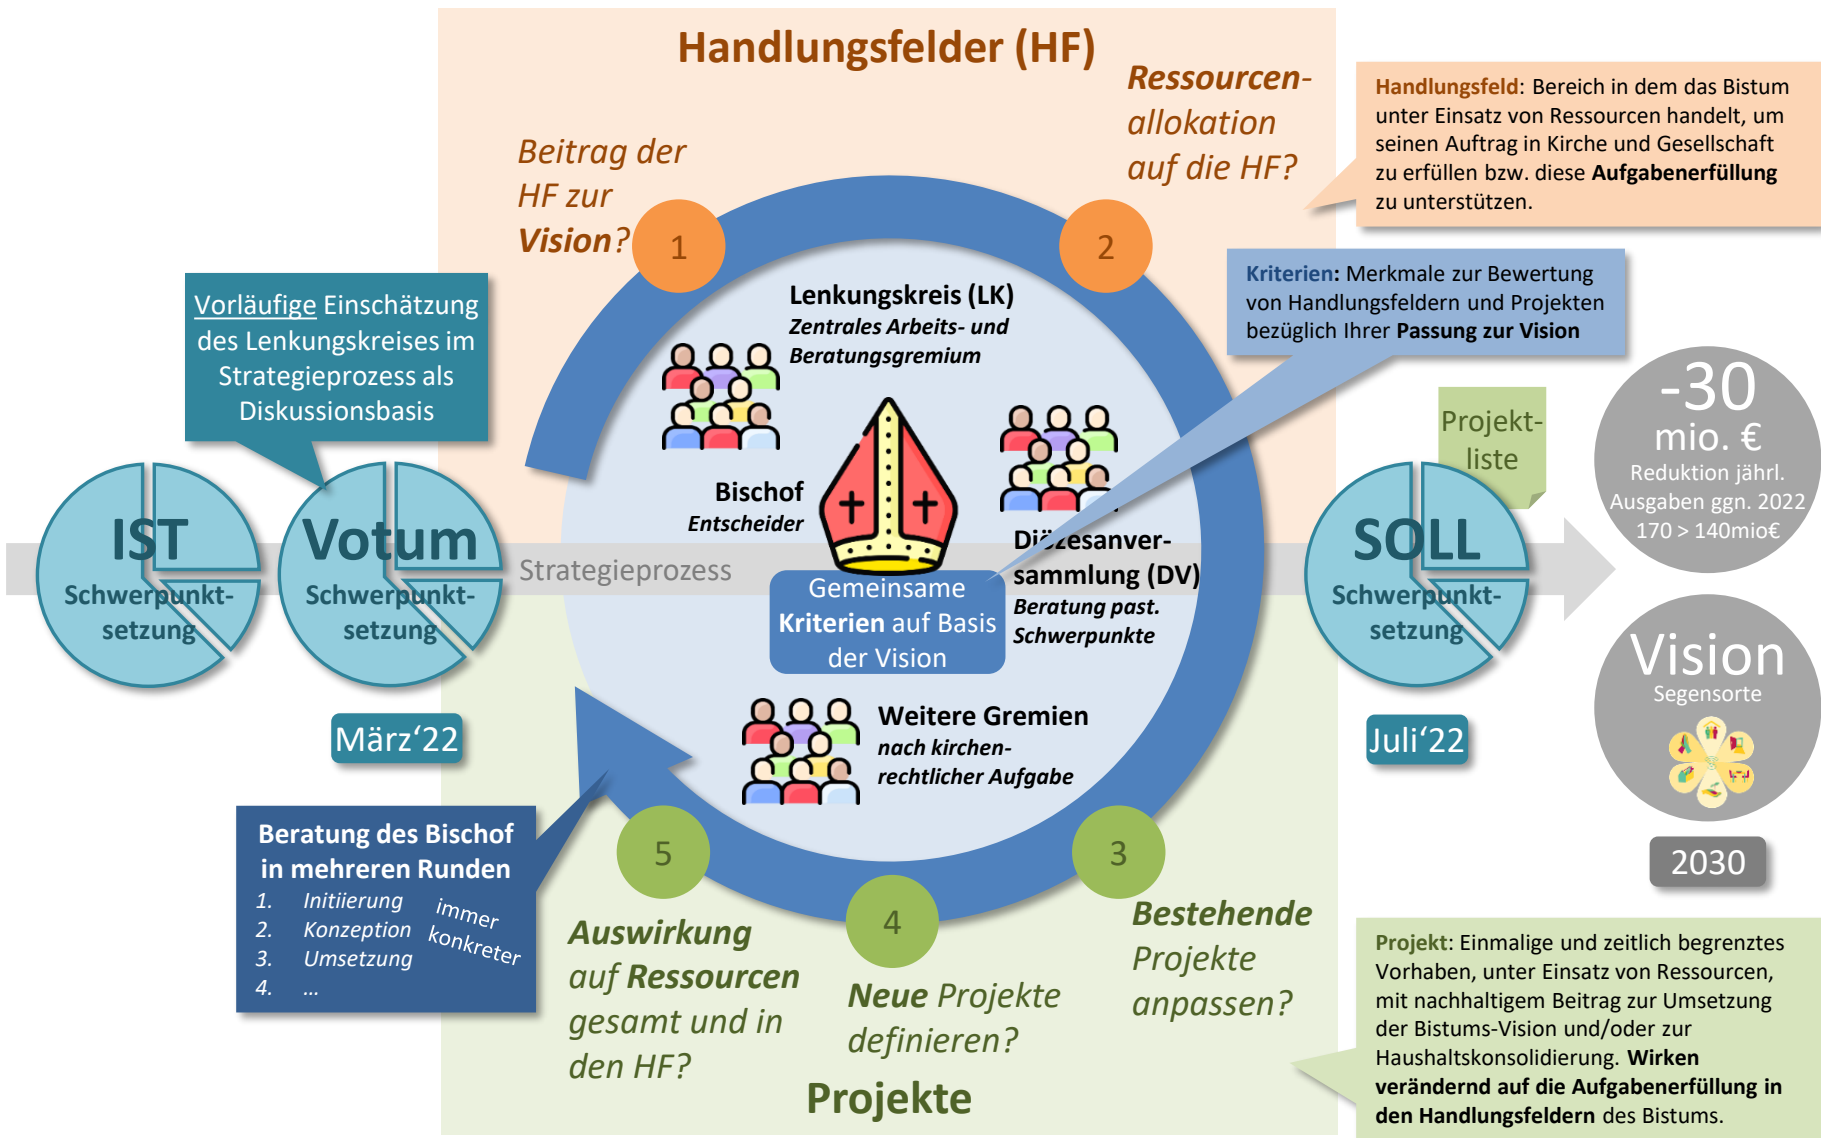 Handlungsfelder (HF)
Beitrag der
HF zur
Vision?
Ressourcen-
allokation
auf die HF?
Handlungsfeld: Bereich in dem das Bistum
unter Einsatz von Ressourcen handelt, um
seinen Auftrag in Kirche und Gesellschaft
zu erfüllen bzw. diese Aufgabenerfüllung
zu unterstützen.
1
2
Kriterien: Merkmale zur Bewertung
von Handlungsfeldern und Projekten
bezüglich Ihrer Passung zur Vision
Vorläufige Einschätzung
des Lenkungskreises im
Strategieprozess als
Diskussionsbasis
Lenkungskreis (LK)
Zentrales Arbeits- und
Beratungsgremium
Bischof
Entscheider
Diözesanver-
sammlung (DV)
Beratung past.
Schwerpunkte
Gemeinsame
Kriterien auf Basis
der Vision
Weitere Gremien
nach kirchen-
rechtlicher Aufgabe
IST
Schwerpunkt-
setzung
Votum
Schwerpunkt-
setzung
März‘22
Strategieprozess
Projekt-
liste
SOLL
Schwerpunkt-
setzung
Juli‘22
-30
mio. €
Reduktion jährl.
Ausgaben ggn. 2022
170 > 140mio€
Vision
Segensorte
2030
Beratung des Bischof
in mehreren Runden
1. Initiierung
2. Konzeption
3. Umsetzung
4. ...
immer
konkreter
5
4
3
Auswirkung
auf Ressourcen
gesamt und in
den HF?
Neue Projekte
definieren?
Bestehende
Projekte
anpassen?
Projekte
Projekt: Einmalige und zeitlich begrenztes
Vorhaben, unter Einsatz von Ressourcen,
mit nachhaltigem Beitrag zur Umsetzung
der Bistums-Vision und/oder zur
Haushaltskonsolidierung. Wirken
verändernd auf die Aufgabenerfüllung in
den Handlungsfeldern des Bistums.